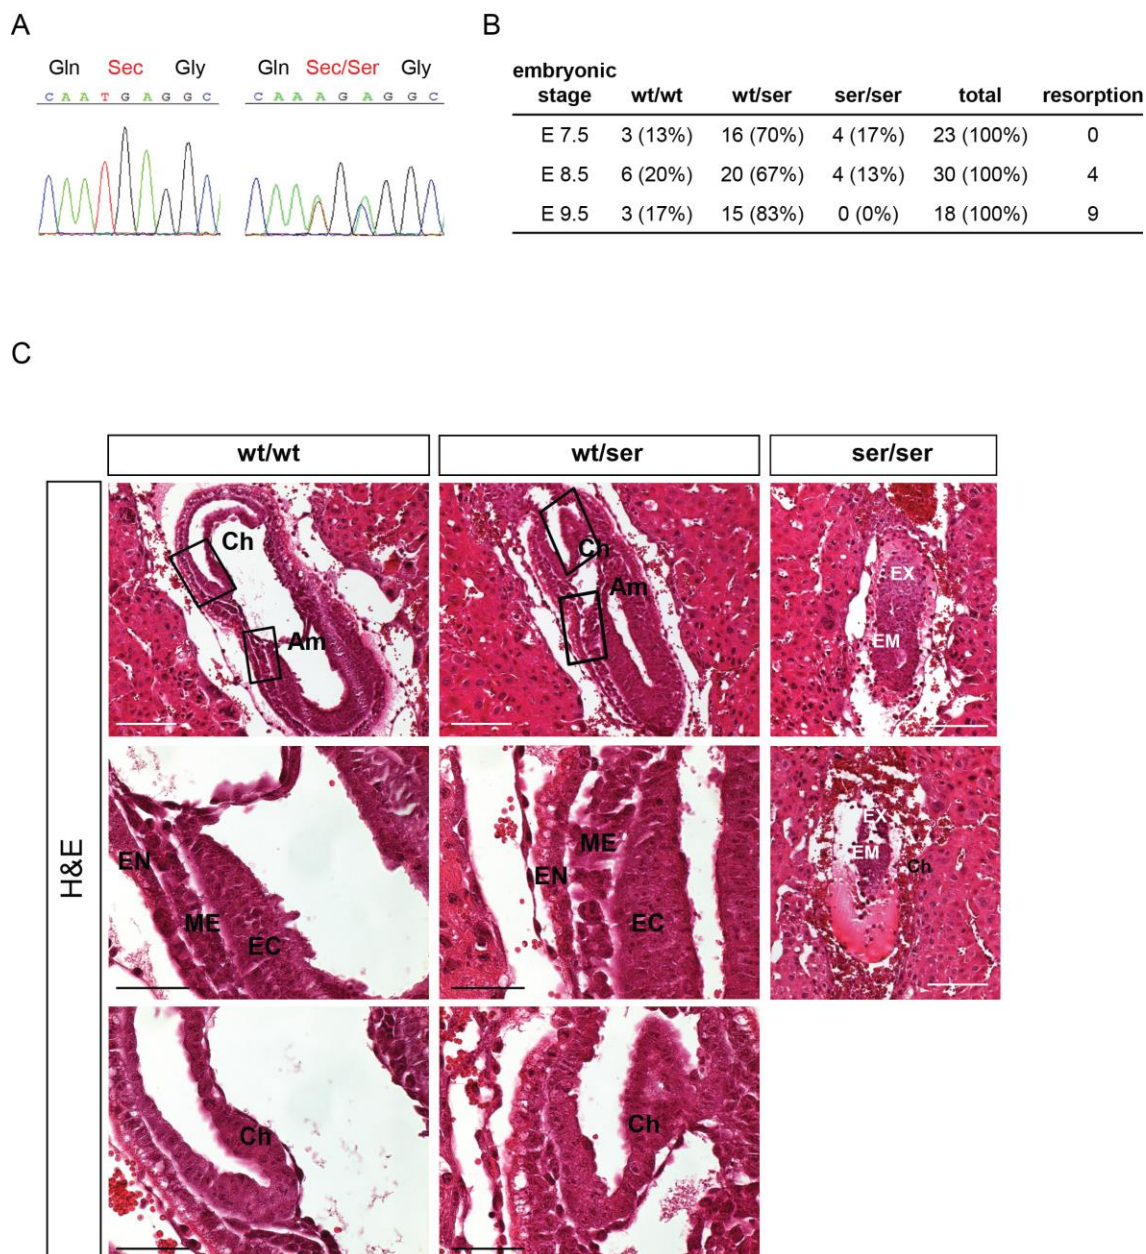 A
Gln Sec Gly
C A A T G A G G C
Gln Sec/Ser Gly
C A A A G A G G C
B
embryonic stage wt/wt wt/ser ser/ser total resorption
E 7.5 3 (13%) 16 (70%) 4 (17%) 23 (100%) 0
E 8.5 6 (20%) 20 (67%) 4 (13%) 30 (100%) 4
E 9.5 3 (17%) 15 (83%) 0 (0%) 18 (100%) 9
C
wt/wt wt/ser ser/ser
H&E
Ch
Am
Ch
Am
EX
EM
EN
ME
EC
EN
ME
EC
EX
EM
Ch
Ch
Ch